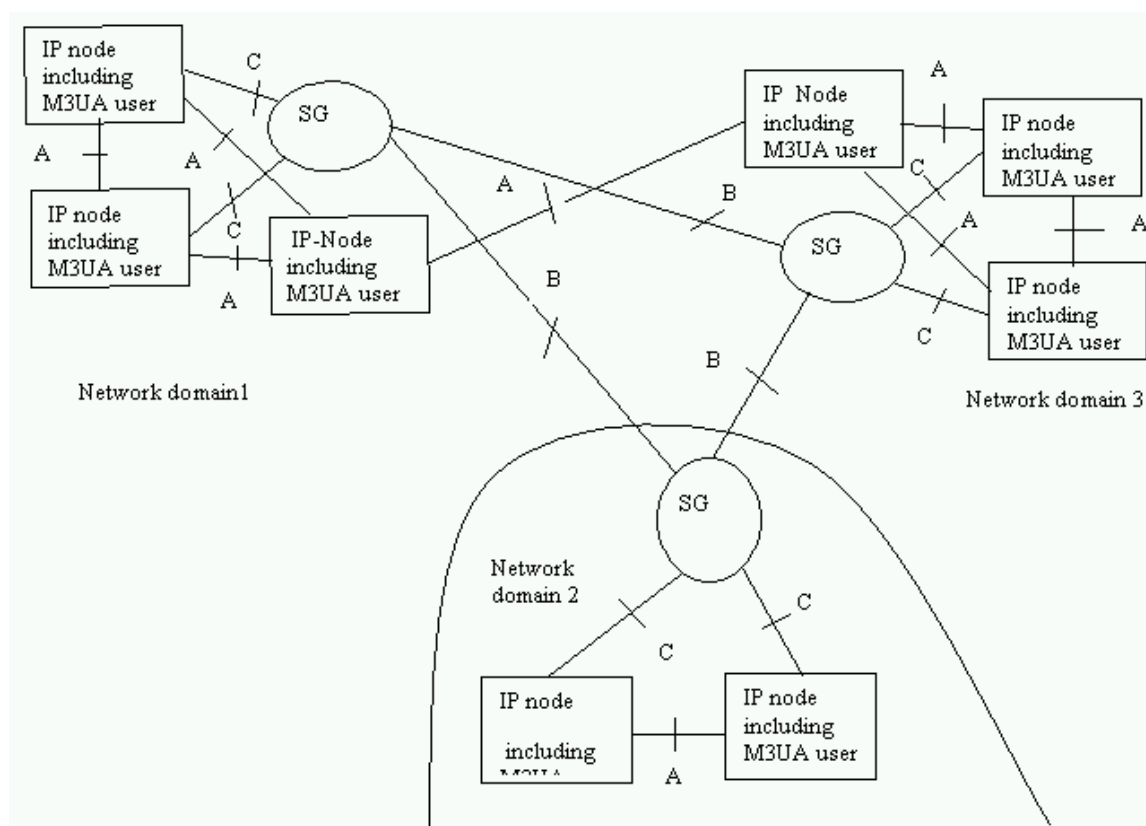 IP node
including
M3UA user
C
SG
A
A
C
IP node
including
M3UA user
A
IP-Node
including
M3UA user
Network domain1
A
B
B
B
IP Node
including
M3UA user
A
IP node
including
M3UA user
C
A
A
SG
C
IP node
including
M3UA user
Network domain 3
SG
Network
domain 2
C
C
IP node
including
A
IP node
including
M3UA user